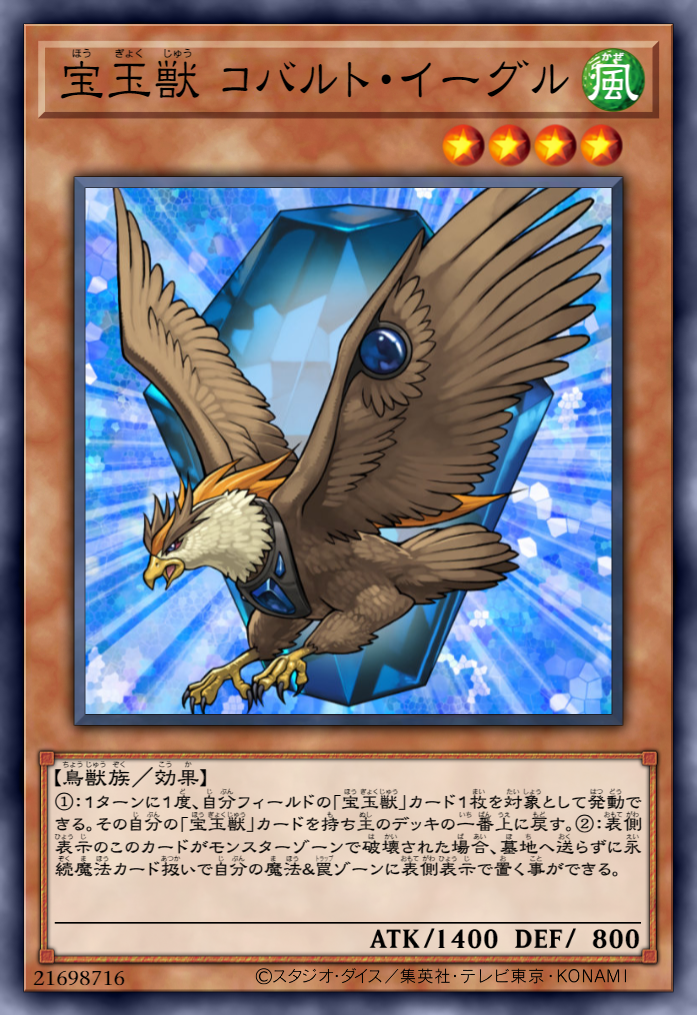 宝玉獣 コバルト・イーグル 風
【鳥獣族／効果】
①：1ターンに1度、自分フィールドの「宝玉獣」カード1枚を対象として発動で
きる。その自分の「宝玉獣」カードを持ち主のデッキの一番上に戻す。②：表側
表示のこのカードがモンスターゾーンで破壊された場合、墓地へ送らずに永
続魔法カード扱いで自分の魔法&罠ゾーンに表側表示で置く事ができる。
ATK/1400 DEF/ 800
21698716 ©スタジオ・ダイス／集英社・テレビ東京・KONAMI